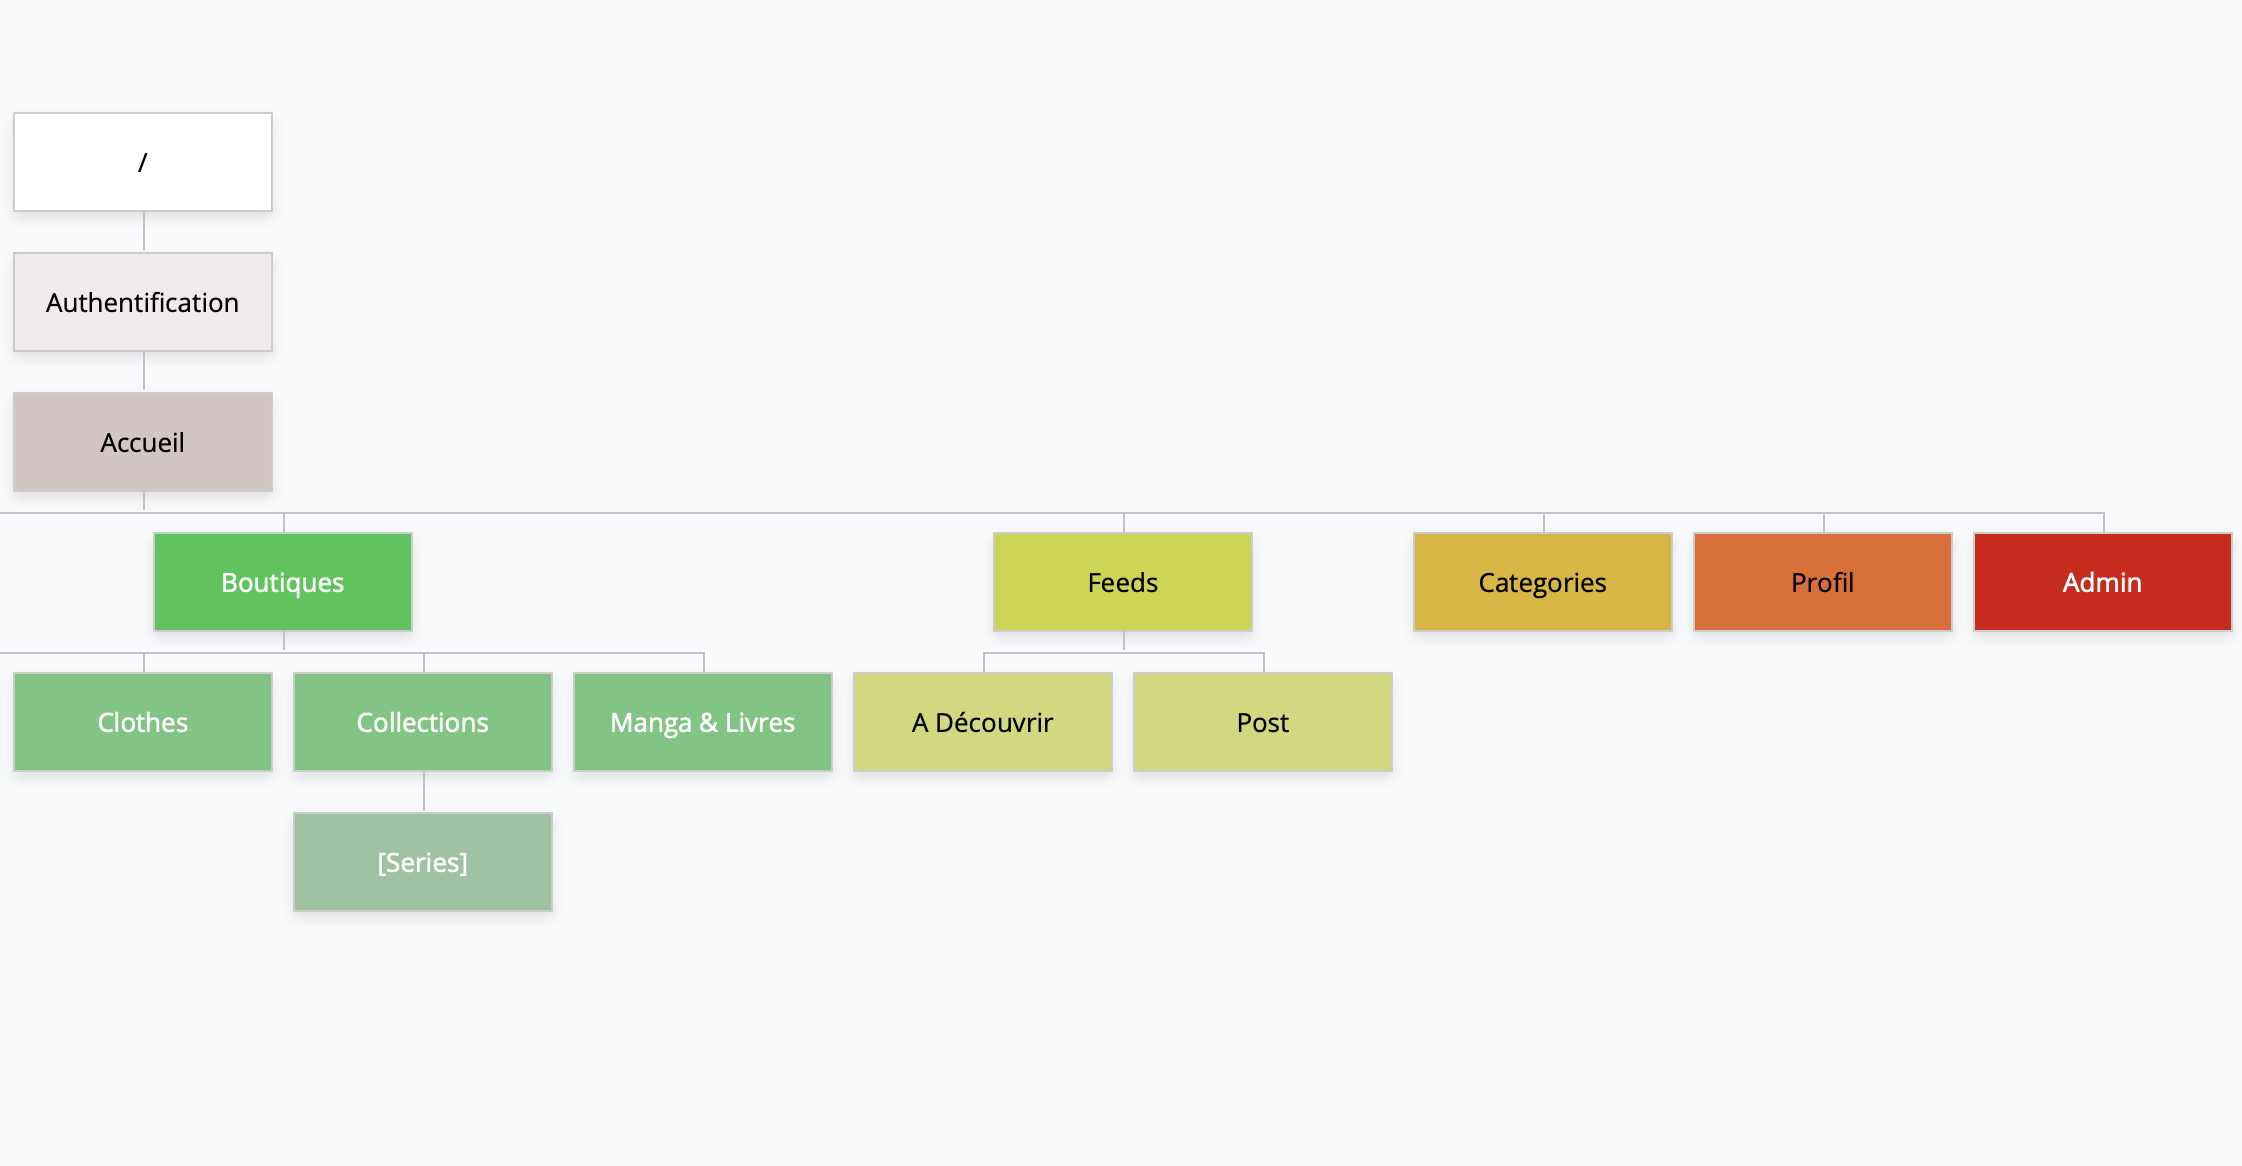 /
Authentification
Accueil
Boutiques
Feeds
Categories
Profil
Admin
Clothes
Collections
Manga & Livres
A Découvrir
Post
[Series]